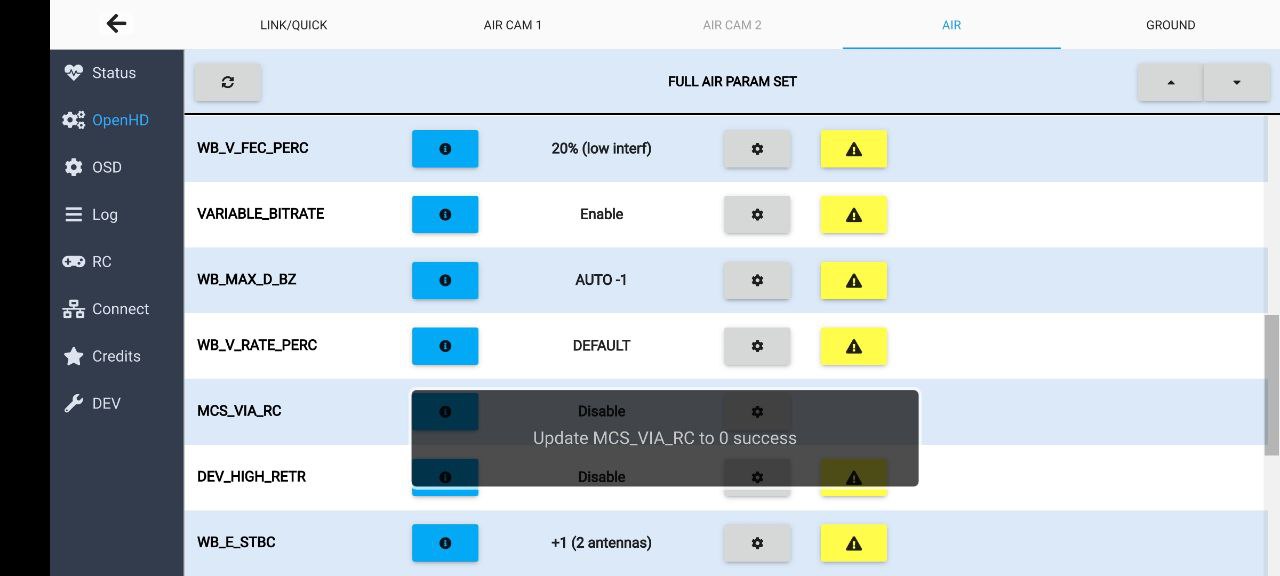 LINK/QUICK AIR CAM 1 AIR CAM 2 AIR GROUND
Status
OpenHD
OSD
Log
RC
Connect
Credits
DEV
FULL AIR PARAM SET
WB_V_FEC_PERC 20% (low interf)
VARIABLE_BITRATE Enable
WB_MAX_D_BZ AUTO -1
WB_V_RATE_PERC DEFAULT
MCS_VIA_RC Disable
Update MCS_VIA_RC to 0 success
DEV_HIGH_RETR Disable
WB_E_STBC +1 (2 antennas)